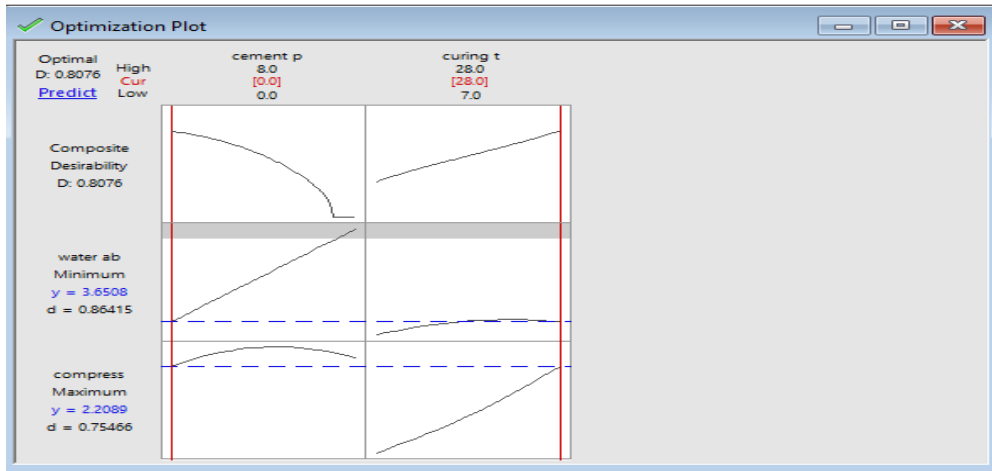 Optimization Plot
Optimal
D: 0.8076
Predict
High
Cur
Low
cement p
8.0
[0.0]
0.0
curing t
28.0
[28.0]
7.0
Composite
Desirability
D: 0.8076
water ab
Minimum
y = 3.6508
d = 0.86415
compress
Maximum
y = 2.2089
d = 0.75466